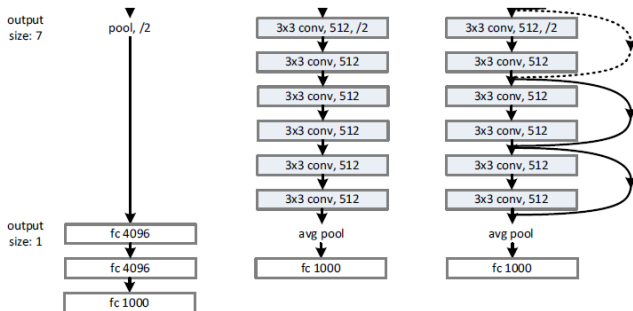 output
size: 7
pool, /2
output
size: 1
fc 4096
fc 4096
fc 1000
3x3 conv, 512, /2
3x3 conv, 512
3x3 conv, 512
3x3 conv, 512
3x3 conv, 512
3x3 conv, 512
avg pool
fc 1000
3x3 conv, 512, /2
3x3 conv, 512
3x3 conv, 512
3x3 conv, 512
3x3 conv, 512
3x3 conv, 512
avg pool
fc 1000